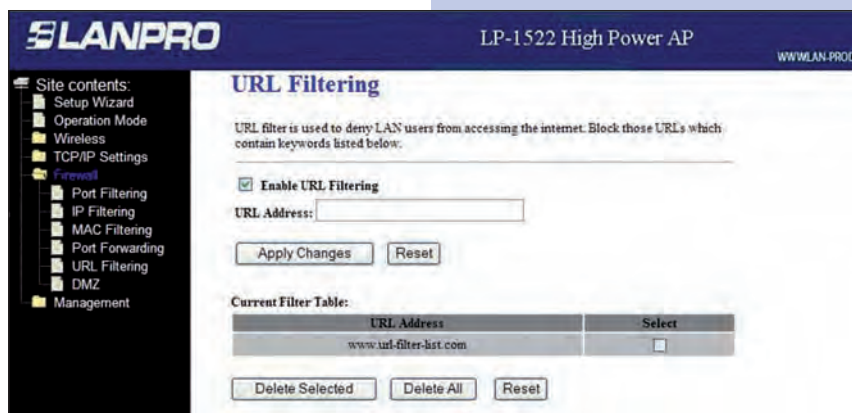 LANPRO
LP-1522 High Power AP
Site contents:
Setup Wizard
Operation Mode
Wireless
TCP/IP Settings
Firewall
Port Filtering
IP Filtering
MAC Filtering
Port Forwarding
URL Filtering
DMZ
Management
URL Filtering
URL filter is used to deny LAN users from accessing the internet. Block those URLs which
contain keywords listed below.
Enable URL Filtering
URL Address:
Apply Changes Reset
Current Filter Table:
URL Address Select
www.url-filter-list.com
Delete Selected Delete All Reset